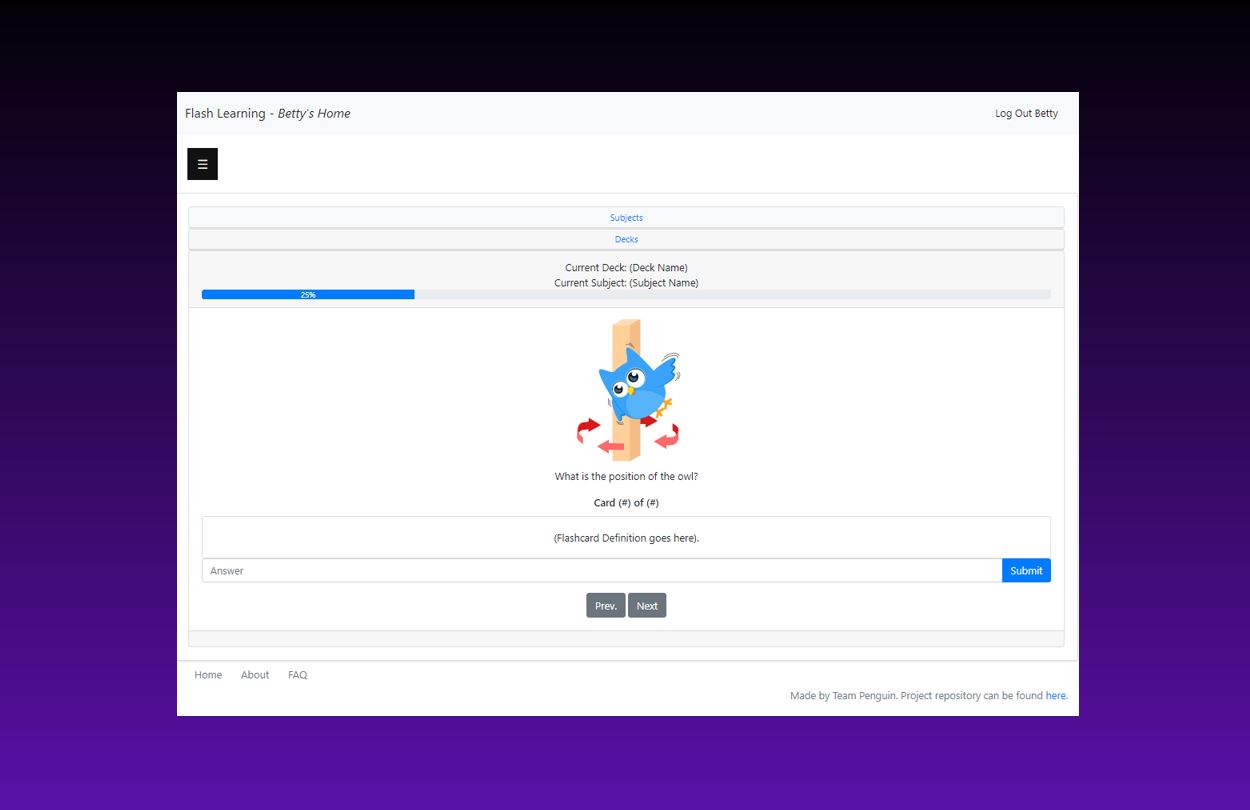 Flash Learning - Betty's Home
Log Out Betty
☰
Subjects
Decks
Current Deck: (Deck Name)
Current Subject: (Subject Name)
25%
What is the position of the owl?
Card (#) of (#)
(Flashcard Definition goes here).
Answer
Submit
Prev.
Next
Home
About
FAQ
Made by Team Penguin. Project repository can be found here.